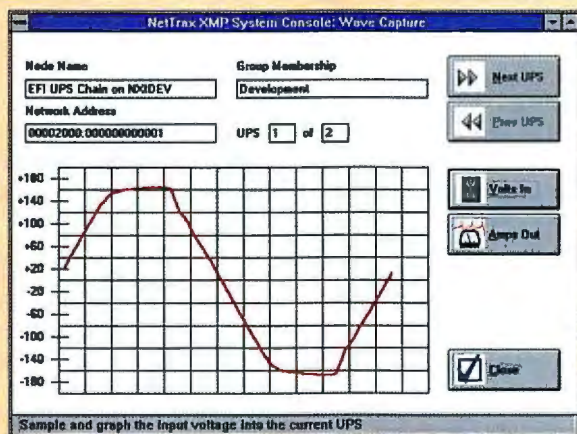 NetTrax XMP System Console: Wave Capture
Node Name
EFI UPS Chain on NXIDEV
Group Membership
Development
Network Address
00002000:000000000001
UPS 1 of 2
Next UPS
Prev UPS
Volts In
Amps Out
Close
+180
+140
+100
+60
+20
-20
-60
-100
-140
-180
Sample and graph the input voltage into the current UPS